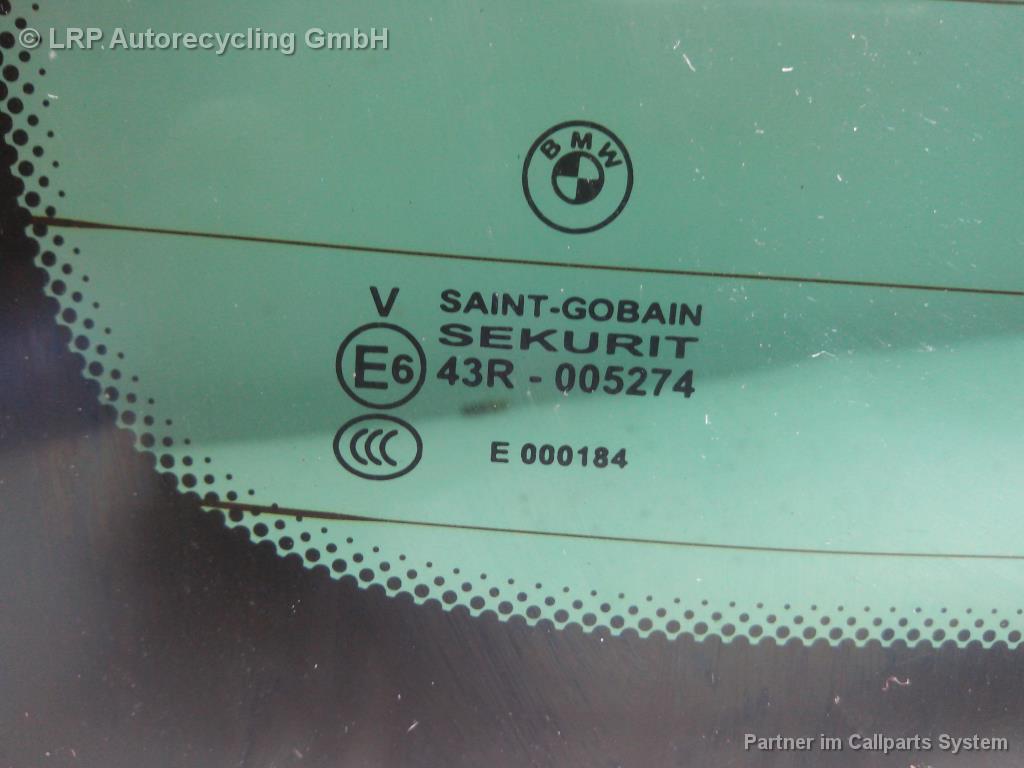 © LRP Autorecycling GmbH
BMW
V SAINT-GOBAIN
SEKURIT
E6 43R - 005274
CCC E 000184
Partner im Callparts System